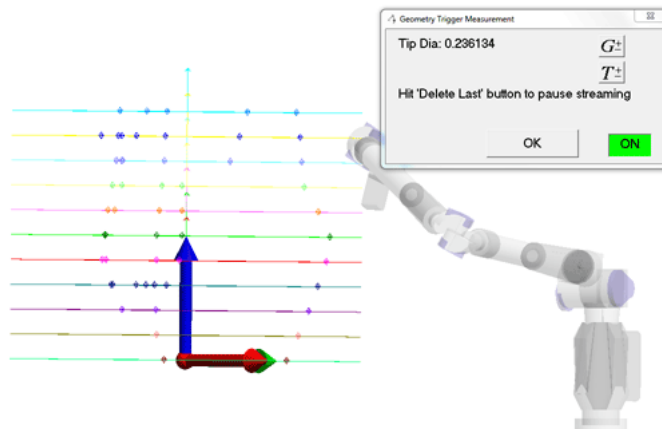 Geometry Trigger Measurement
Tip Dia: 0.236134
G±
T±
Hit 'Delete Last' button to pause streaming
OK
ON